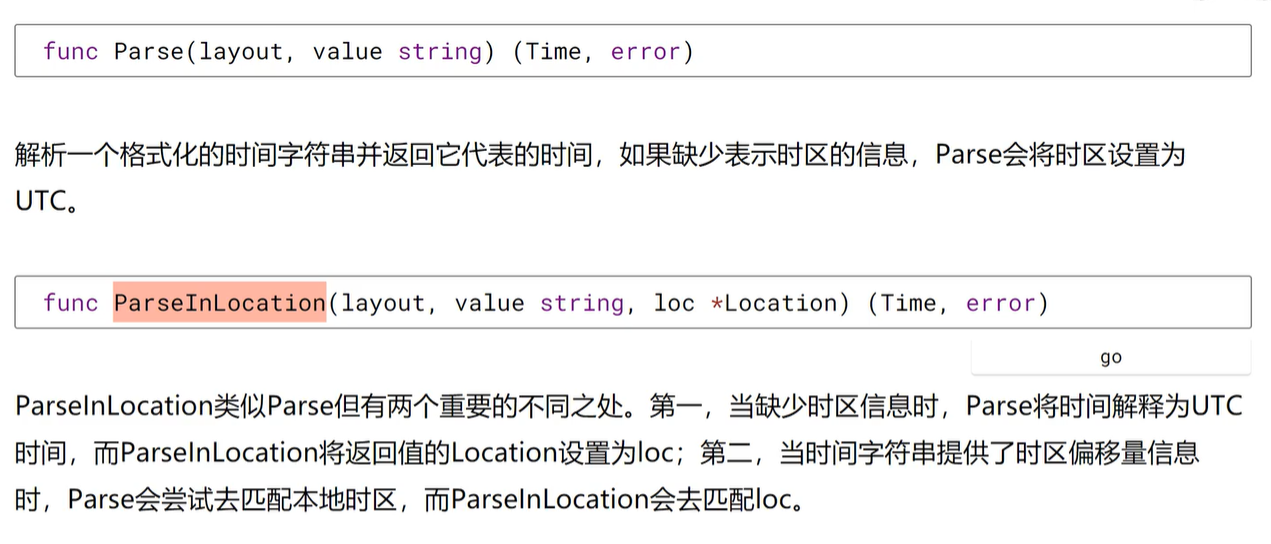 func Parse(layout, value string) (Time, error)
解析一个格式化的时间字符串并返回它代表的时间，如果缺少表示时区的信息，Parse会将时区设置为
UTC。
func ParseInLocation(layout, value string, loc *Location) (Time, error)
go
ParseInLocation类似Parse但有两个重要的不同之处。第一，当缺少时区信息时，Parse将时间解释为UTC
时间，而ParseInLocation将返回值的Location设置为loc；第二，当时间字符串提供了时区偏移量信息
时，Parse会尝试去匹配本地时区，而ParseInLocation会去匹配loc。